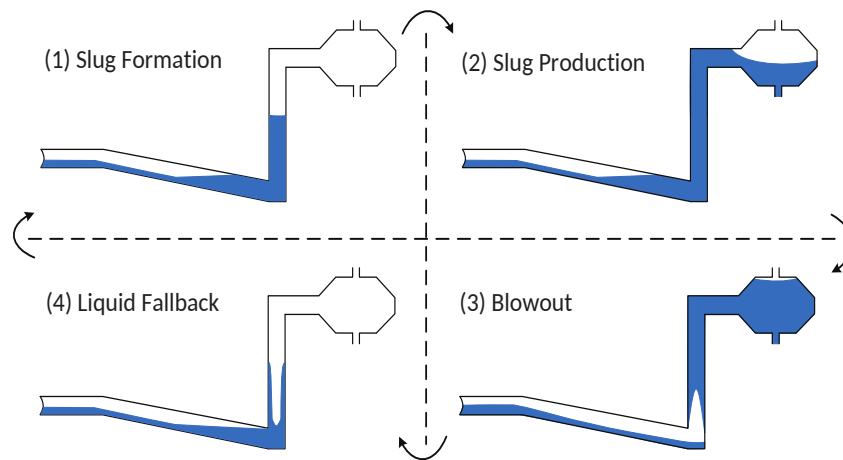 (1) Slug Formation
(2) Slug Production
(4) Liquid Fallback
(3) Blowout